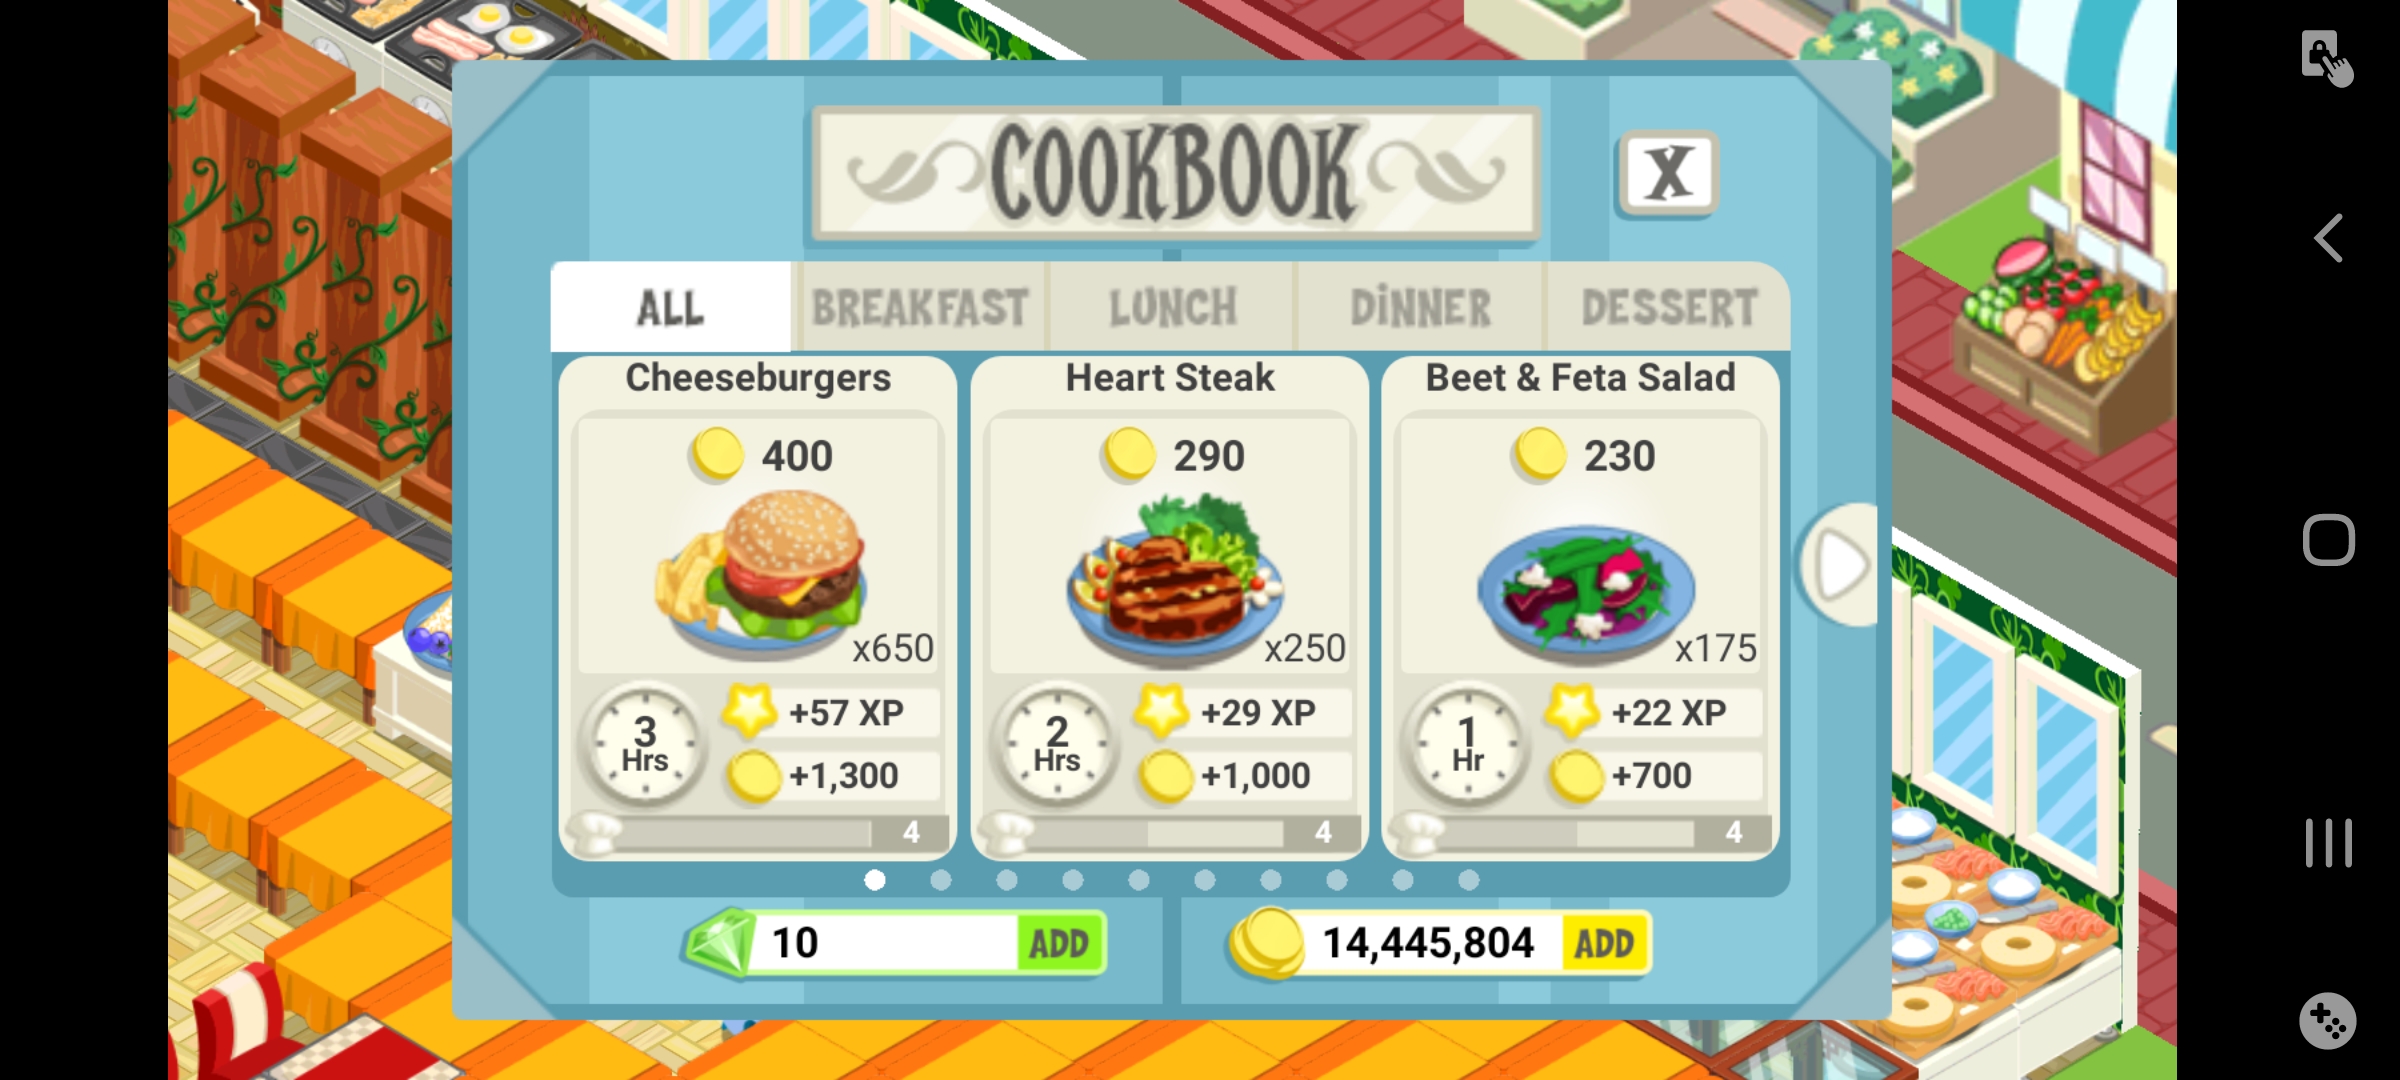 COOKBOOK
X
ALL BREAKFAST LUNCH DINNER DESSERT
Cheeseburgers
400
x650
3 Hrs
+57 XP
+1,300
4
Heart Steak
290
x250
2 Hrs
+29 XP
+1,000
4
Beet & Feta Salad
230
x175
1 Hr
+22 XP
+700
4
10 ADD
14,445,804 ADD